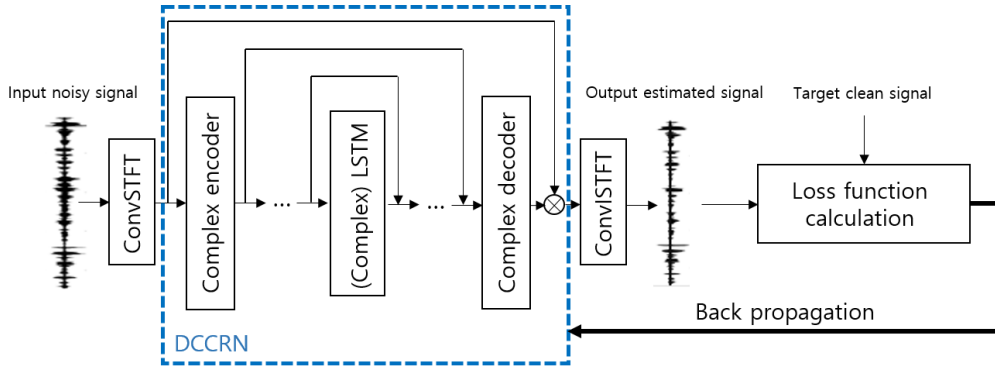 Input noisy signal
ConvSTFT
Complex encoder
...
(Complex) LSTM
...
Complex decoder
ConvISTFT
Output estimated signal
Target clean signal
Loss function
calculation
Back propagation
DCCRN